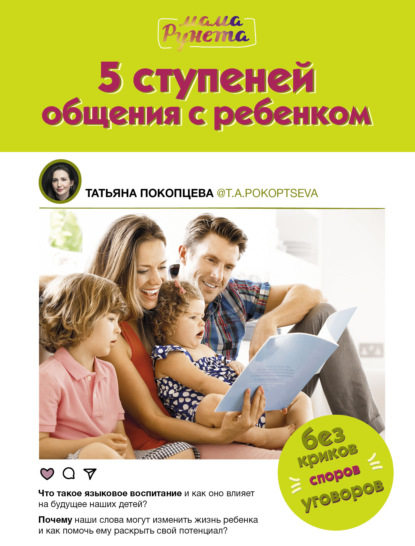 мама
Рунета
5 ступеней
общения с ребенком
ТАТЬЯНА ПОКОПЦЕВА @T.A.POKOPTSEVA
без
криков
споров
уговоров
Что такое языковое воспитание и как оно влияет
на будущее наших детей?
Почему наши слова могут изменить жизнь ребенка
и как помочь ему раскрыть свой потенциал?